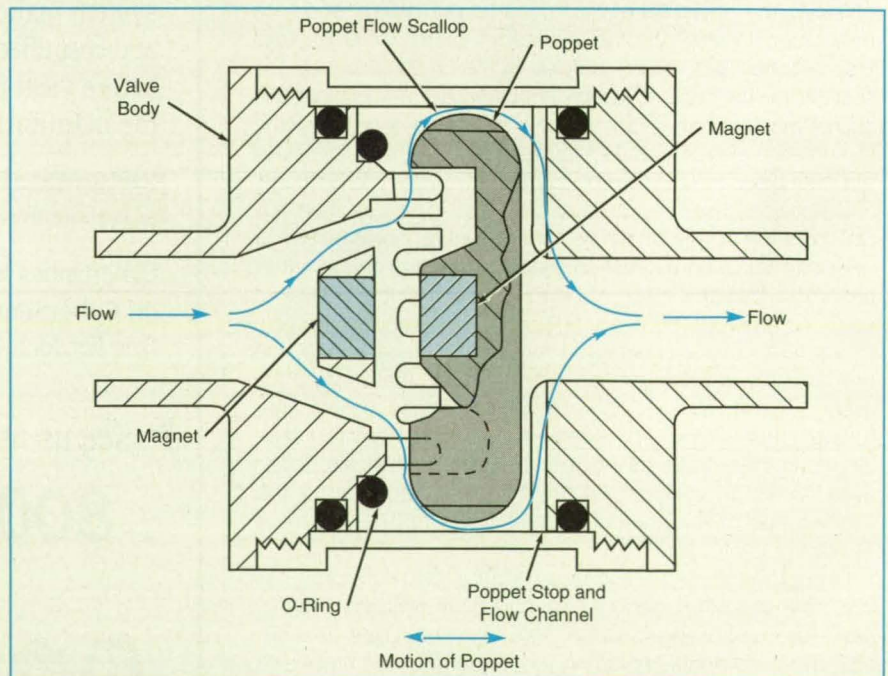 Poppet Flow Scallop
Poppet
Valve
Body
Magnet
Flow
Flow
Magnet
O-Ring
Poppet Stop and
Flow Channel
Motion of Poppet